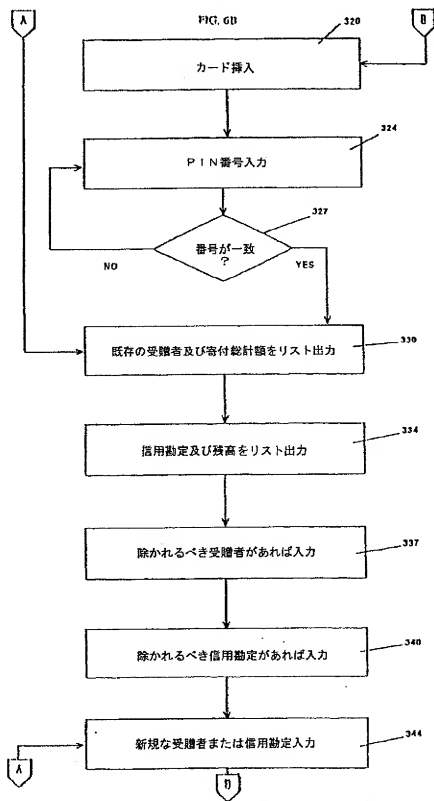 A
FIG. 6B
320
B
カード挿入
324
PIN番号入力
327
番号が一致
?
NO
YES
330
既存の受贈者及び寄付総計額をリスト出力
334
信用勘定及び残高をリスト出力
337
除かれるべき受贈者があれば入力
340
除かれるべき信用勘定があれば入力
344
新規な受贈者または信用勘定入力
A
B